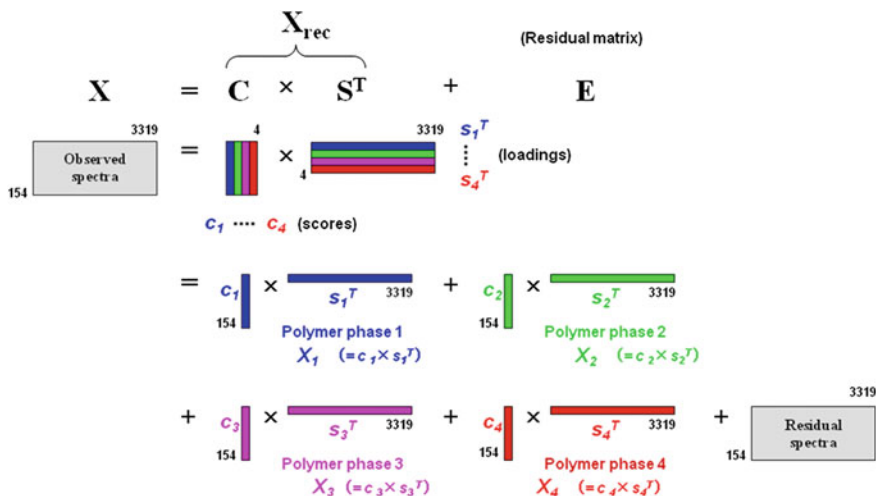 X_rec
(Residual matrix)
X = C × S^T + E
3319 4 3319 s_1^T
Observed spectra = × (loadings)
154 4 s_4^T
c_1 ···· c_4 (scores)
= c_1 × s_1^T 3319 + c_2 × s_2^T 3319
154 154
Polymer phase 1 Polymer phase 2
X_1 (= c_1 × s_1^T) X_2 (= c_2 × s_2^T)
3319
+ c_3 × s_3^T 3319 + c_4 × s_4^T 3319 + Residual spectra
154 154 154
Polymer phase 3 Polymer phase 4
X_3 (= c_3 × s_3^T) X_4 (= c_4 × s_4^T)